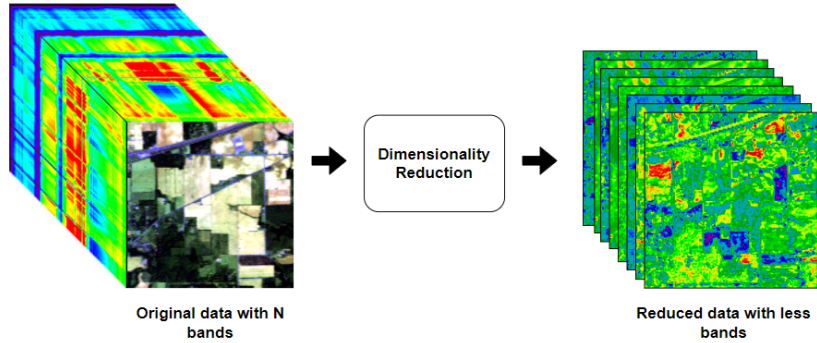 Dimensionality
Reduction
Original data with N
bands
Reduced data with less
bands